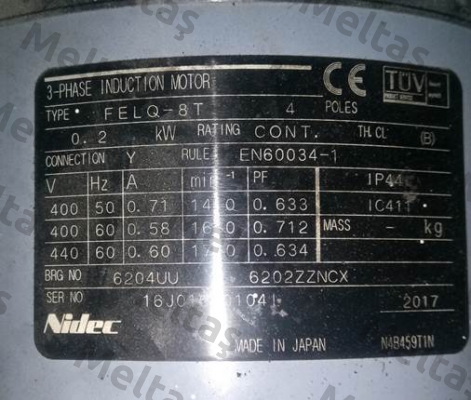 Meltaş
3-PHASE INDUCTION MOTOR
CE
TÜV
TYPE FELQ-8T 4 POLES
0.2 kW RATING CONT. TH.CL (B)
CONNECTION Y RULE EN60034-1
V Hz A min-1 PF IP44
400 50 0.71 0.633 IC411
400 60 0.58 0.712 MASS - kg
440 60 0.60 0.634
BRG NO 6204UU 6202ZZNCX
SER NO 2017
Nidec MADE IN JAPAN N4B459T1N